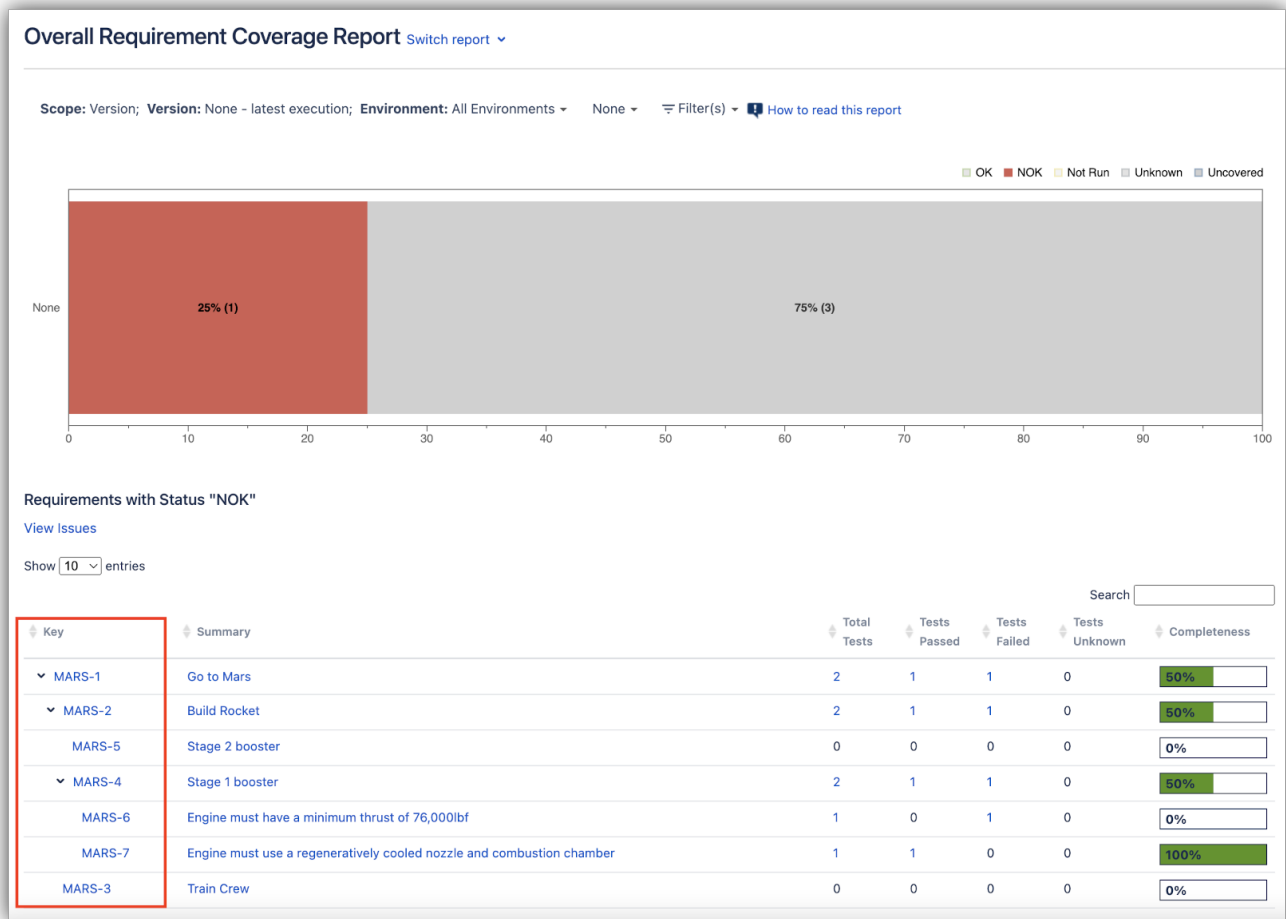 Overall Requirement Coverage Report Switch report
Scope: Version; Version: None - latest execution; Environment: All Environments None Filter(s) How to read this report
OK NOK Not Run Unknown Uncovered
None 25% (1) 75% (3)
0 10 20 30 40 50 60 70 80 90 100
Requirements with Status "NOK"
View Issues
Show 10 entries
Search
Key Summary Total Tests Tests Passed Tests Failed Tests Unknown Completeness
MARS-1 Go to Mars 2 1 1 0 50%
MARS-2 Build Rocket 2 1 1 0 50%
MARS-5 Stage 2 booster 0 0 0 0 0%
MARS-4 Stage 1 booster 2 1 1 0 50%
MARS-6 Engine must have a minimum thrust of 76,000lbf 1 0 1 0 0%
MARS-7 Engine must use a regeneratively cooled nozzle and combustion chamber 1 1 0 0 100%
MARS-3 Train Crew 0 0 0 0 0%